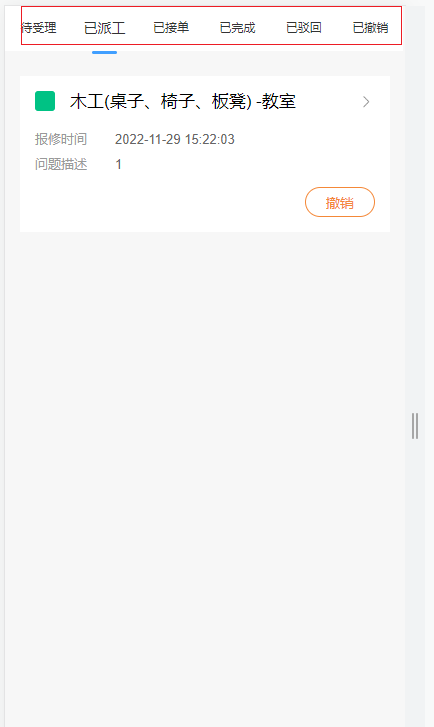 待受理 已派工 已接单 已完成 已驳回 已撤销
木工(桌子、椅子、板凳) -教室
报修时间 2022-11-29 15:22:03
问题描述 1
撤销